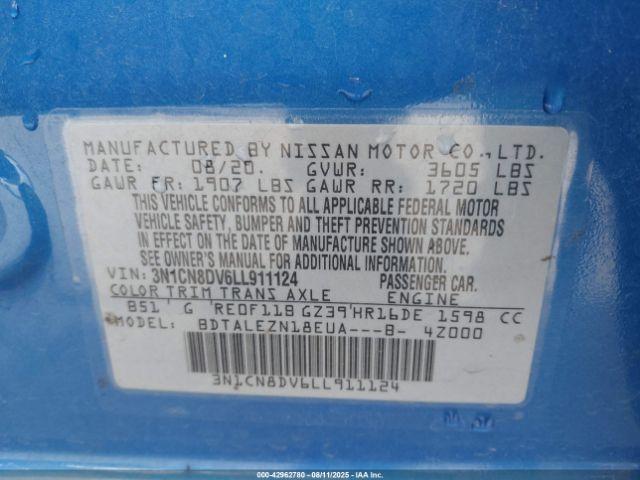 MANUFACTURED BY NISSAN MOTOR CO., LTD.
DATE: 08/20. GVWR: 3605 LBS
GAWR FR: 1907 LBS GAWR RR: 1720 LBS
THIS VEHICLE CONFORMS TO ALL APPLICABLE FEDERAL MOTOR
VEHICLE SAFETY, BUMPER AND THEFT PREVENTION STANDARDS
IN EFFECT ON THE DATE OF MANUFACTURE SHOWN ABOVE.
SEE OWNER'S MANUAL FOR ADDITIONAL INFORMATION.
VIN: 3N1CN8DV6LL911124 PASSENGER CAR.
COLOR TRIM TRANS AXLE ENGINE
B51 G RE0F11B GZ39 HR16DE 1598 CC
MODEL: BDTALEZN18EUA---B- 4Z000
3N1CN8DV6LL911124
000-42962780 - 08/11/2025 - IAA Inc.